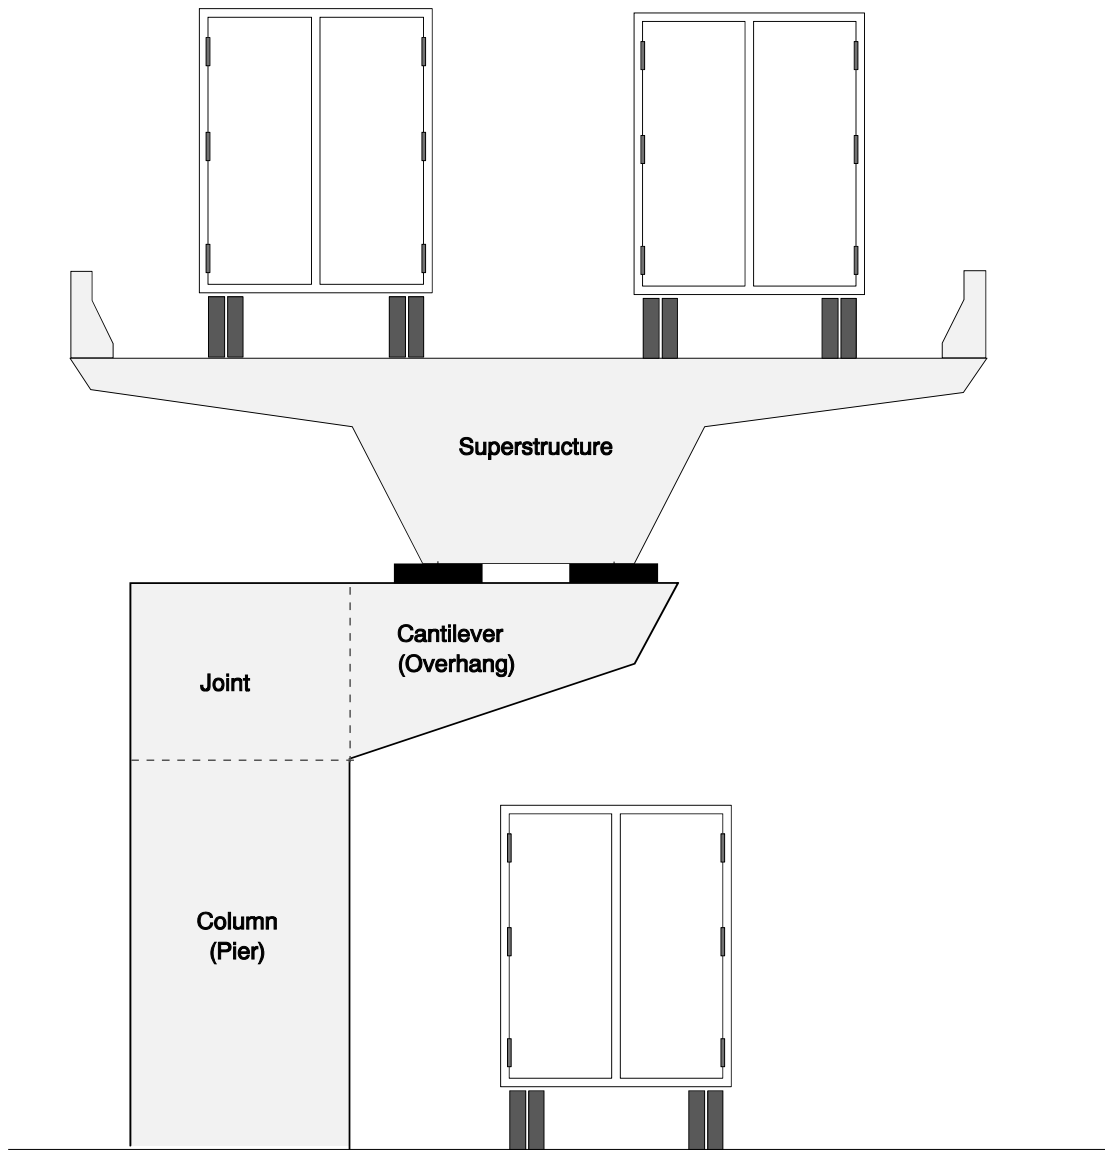 Superstructure
Cantilever
(Overhang)
Joint
Column
(Pier)